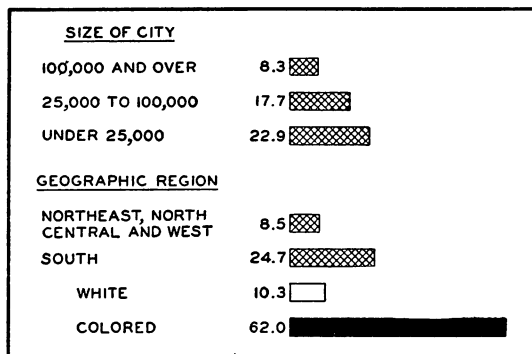 SIZE OF CITY
100,000 AND OVER 8.3
25,000 TO 100,000 17.7
UNDER 25,000 22.9
GEOGRAPHIC REGION
NORTHEAST, NORTH
CENTRAL AND WEST 8.5
SOUTH 24.7
WHITE 10.3
COLORED 62.0